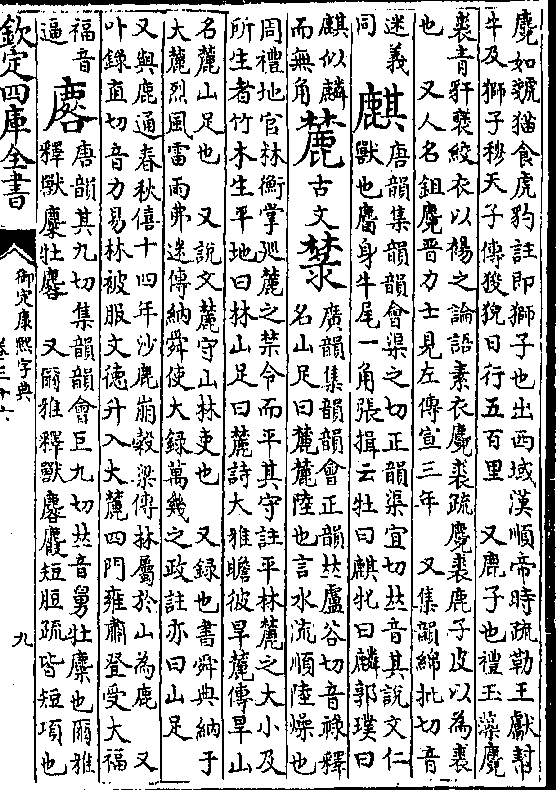 麑如虦猫食虎豹註即獅子也出西域漢順帝時疏勒王獻犎
牛及獅子穆天子傳狻猊日行五百里　又鹿子也禮玉藻麑
裘青豻褎絞衣以裼之論語素衣麑裘疏麑裘鹿子皮以為裘
也　又人名鉏麑晉力士見左傳宣三年　又集韻綿批切音
迷義
同
麒
唐韻集韻韻會渠之切正韻渠宜切𠀤音其說文仁
獸也麕身牛尾一角張揖云牡曰麒牝曰麟郭璞曰
麒似麟
而無角
麓
古文
𣚎
廣韻集韻韻會正韻𠀤盧谷切音祿釋
名山足曰麓麓陸也言水流順陸燥也
周禮地官林衡掌廵麓之禁令而平其守註平林麓之大小及
所生者竹木生平地曰林山足曰麓詩大雅瞻彼旱麓傳旱山
名麓山足也　又說文麓守山林吏也　又録也書舜典納于
大麓烈風雷雨弗迷傳納舜使大録萬幾之政註亦曰山足
又與鹿通春秋僖十四年沙鹿崩穀梁傳林屬於山為鹿　又
叶録直切音力易林被服文德升入大麓四門雍肅登受大福
福音
逼
麔
唐韻其九切集韻韻會巨九切𠀤音舅牡麋也爾雅
釋獸麋牡麔　又爾雅釋獸麔麚短脰疏皆短項也
欽定四庫全書
御定康熙字典
卷三十六
九